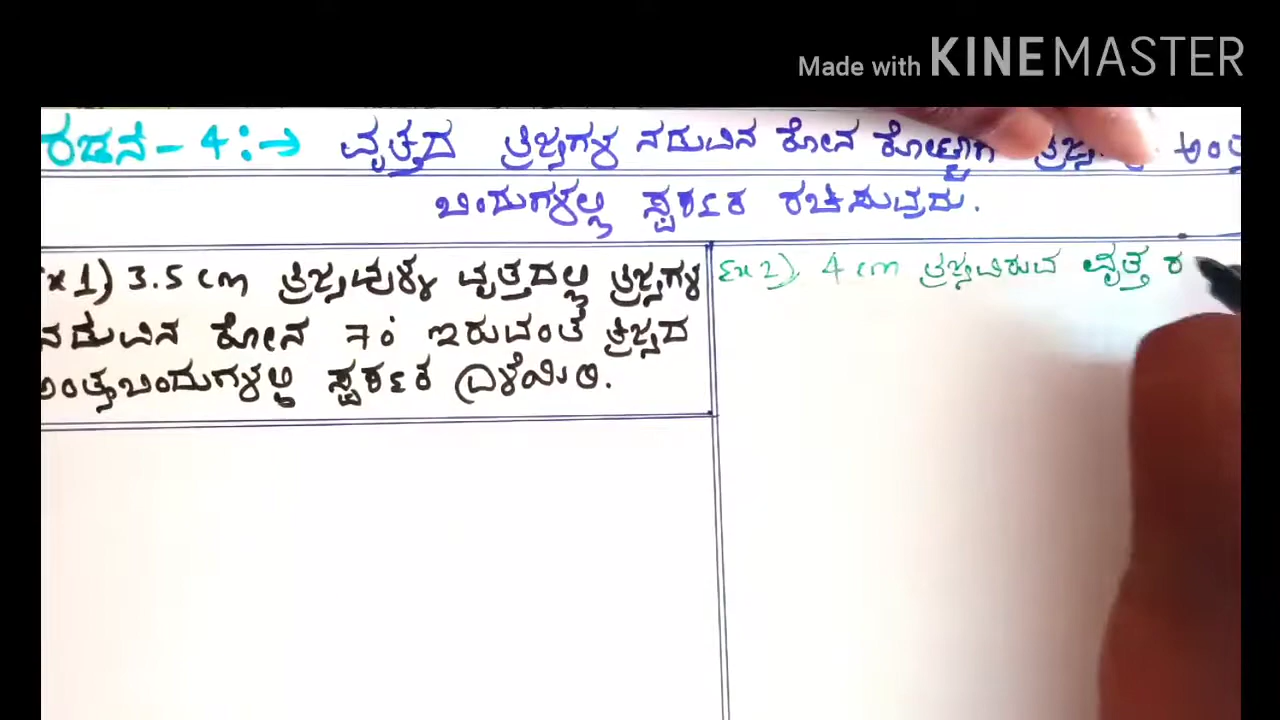 Made with KINEMASTER
ರಚನೆ - 4 :→ ವೃತ್ತದ ತ್ರಿಜ್ಯಗಳ ನಡುವಿನ ಕೋನ ಕೊಟ್ಟಾಗ
ಬಿಂದುಗಳಲ್ಲಿ ಸ್ಪರ್ಶಕ ರಚಿಸುವುದು.
x 1) 3.5 cm ತ್ರಿಜ್ಯವುಳ್ಳ ವೃತ್ತದಲ್ಲಿ ತ್ರಿಜ್ಯಗಳ
ನಡುವಿನ ಕೋನ 70 ಇರುವಂತೆ ತ್ರಿಜ್ಯದ
ಅಂತ್ಯಬಿಂದುಗಳಲ್ಲಿ ಸ್ಪರ್ಶಕ ಎಳೆಯಿರಿ.
Ex 2). 4 cm ತ್ರಿಜ್ಯವಿರುವ ವೃತ್ತ ರ